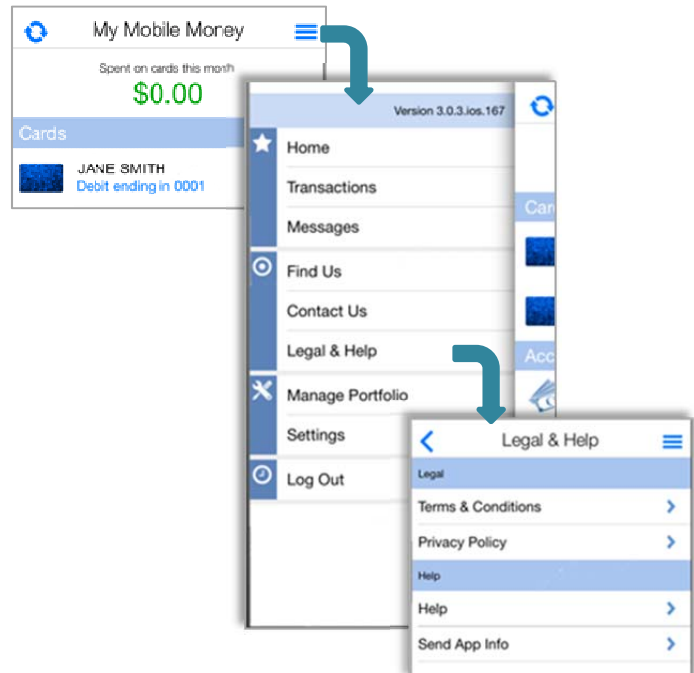 My Mobile Money
Spent on cards this month
$0.00
Cards
JANE SMITH
Debit ending in 0001
Version 3.0.3.ios.167
Home
Transactions
Messages
Find Us
Contact Us
Legal & Help
Manage Portfolio
Settings
Log Out
Car
Acc
Legal & Help
Legal
Terms & Conditions
Privacy Policy
Help
Help
Send App Info